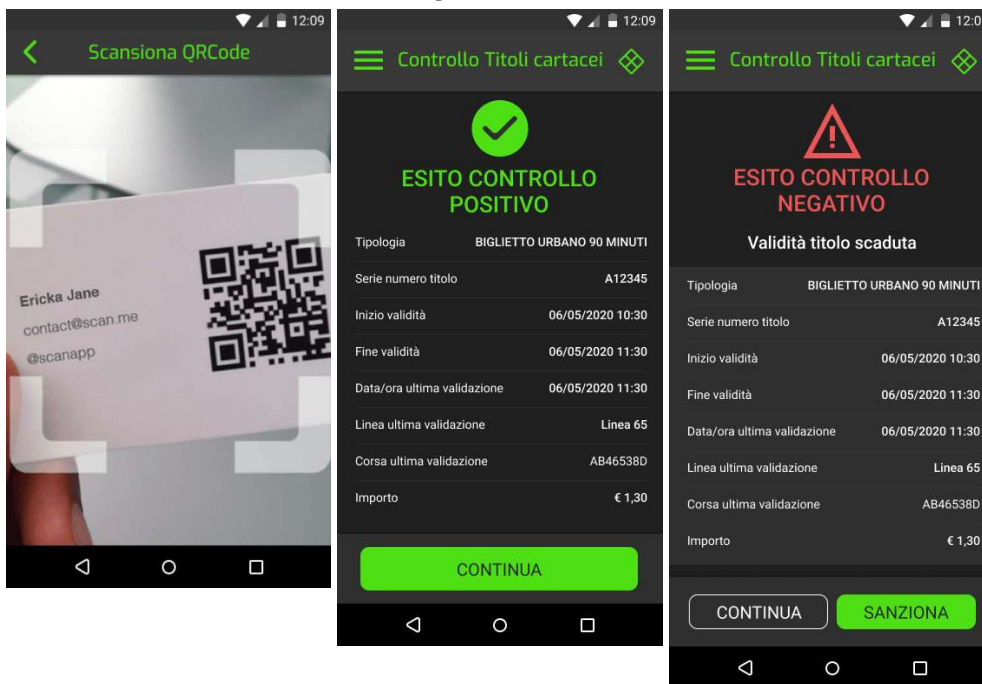 12:09
Scansiona QRCode
Ericka Jane
contact@scan.me
@scanapp
12:09
Controllo Titoli cartacei
ESITO CONTROLLO
POSITIVO
Tipologia BIGLIETTO URBANO 90 MINUTI
Serie numero titolo A12345
Inizio validità 06/05/2020 10:30
Fine validità 06/05/2020 11:30
Data/ora ultima validazione 06/05/2020 11:30
Linea ultima validazione Linea 65
Corsa ultima validazione AB46538D
Importo € 1,30
CONTINUA
12:0
Controllo Titoli cartacei
ESITO CONTROLLO
NEGATIVO
Validità titolo scaduta
Tipologia BIGLIETTO URBANO 90 MINUTI
Serie numero titolo A12345
Inizio validità 06/05/2020 10:30
Fine validità 06/05/2020 11:30
Data/ora ultima validazione 06/05/2020 11:30
Linea ultima validazione Linea 65
Corsa ultima validazione AB46538D
Importo € 1,30
CONTINUA SANZIONA